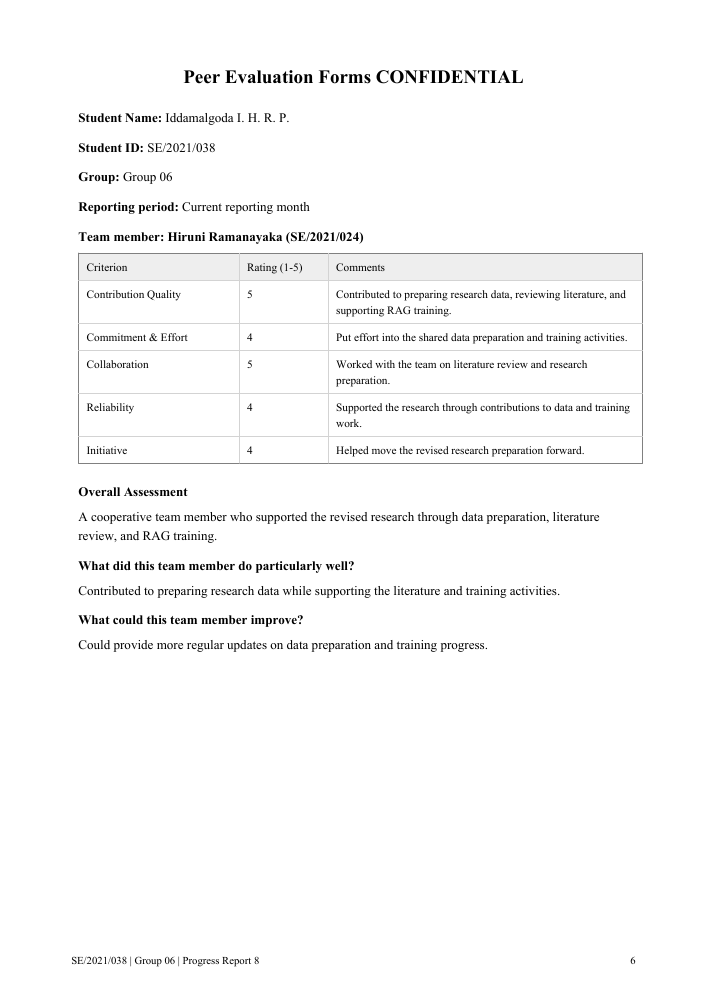 Peer Evaluation Forms CONFIDENTIAL
Student Name: Iddamalgoda I. H. R. P.
Student ID: SE/2021/038
Group: Group 06
Reporting period: Current reporting month
Team member: Hiruni Ramanayaka (SE/2021/024)
Criterion Rating (1-5) Comments
Contribution Quality 5 Contributed to preparing research data, reviewing literature, and
supporting RAG training.
Commitment & Effort 4 Put effort into the shared data preparation and training activities.
Collaboration 5 Worked with the team on literature review and research
preparation.
Reliability 4 Supported the research through contributions to data and training
work.
Initiative 4 Helped move the revised research preparation forward.
Overall Assessment
A cooperative team member who supported the revised research through data preparation, literature
review, and RAG training.
What did this team member do particularly well?
Contributed to preparing research data while supporting the literature and training activities.
What could this team member improve?
Could provide more regular updates on data preparation and training progress.
SE/2021/038 | Group 06 | Progress Report 8 6